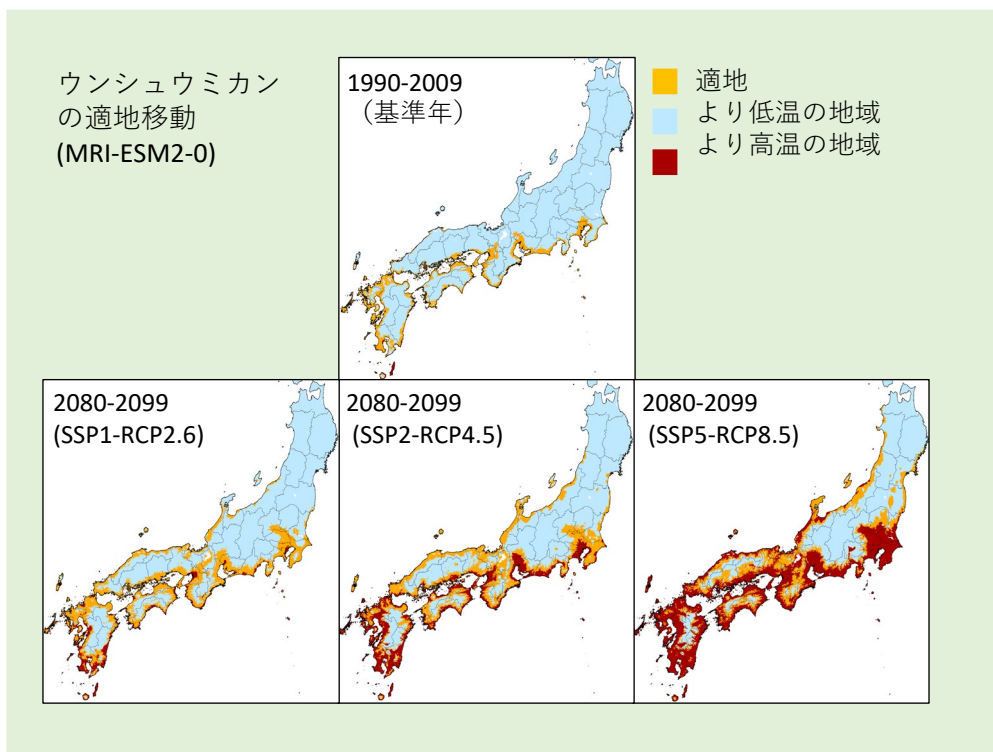 ウンシュウミカン
の適地移動
(MRI-ESM2-0)
1990-2009
（基準年）
適地
より低温の地域
より高温の地域
2080-2099
(SSP1-RCP2.6)
2080-2099
(SSP2-RCP4.5)
2080-2099
(SSP5-RCP8.5)